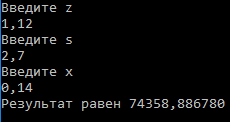 Введите z
1,12
Введите s
2,7
Введите x
0,14
Результат равен 74358,886780